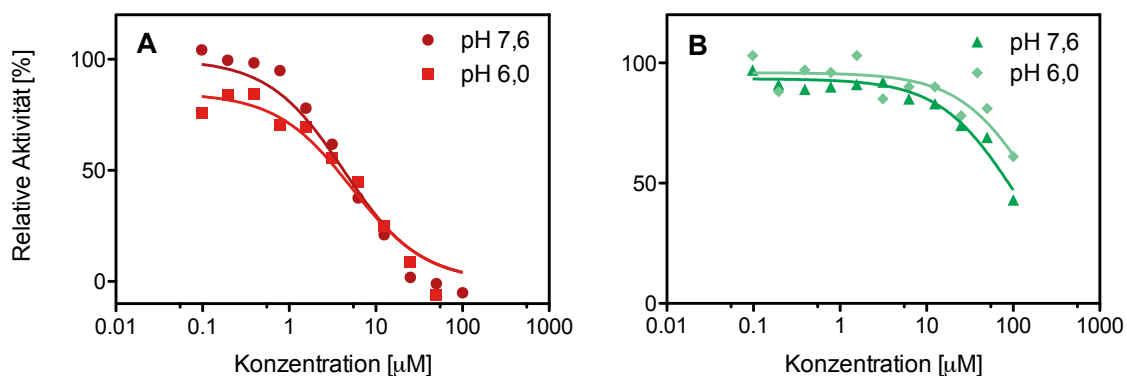 A
pH 7,6
pH 6,0
Relative Aktivität [%]
100
50
0
0.01 0.1 1 10 100 1000
Konzentration [µM]
B
pH 7,6
pH 6,0
100
50
0
0.01 0.1 1 10 100 1000
Konzentration [µM]